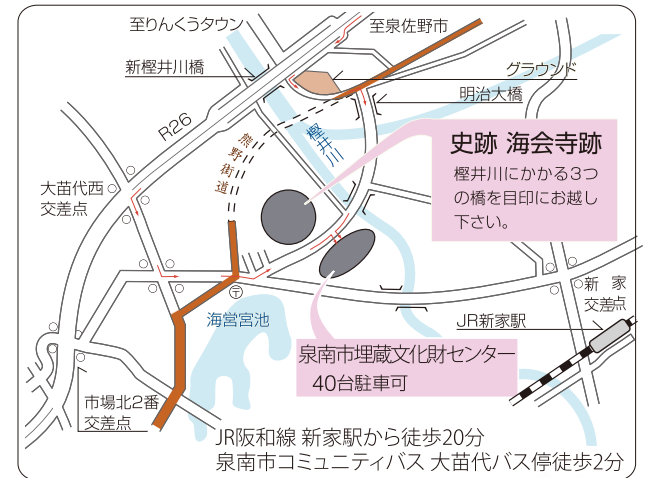 至りんくうタウン
至泉佐野市
新樫井川橋
グラウンド
明治大橋
R26
熊野街道
樫井川
史跡 海会寺跡
樫井川にかかる3つ
の橋を目印にお越し
下さい。
大苗代西
交差点
新家
交差点
〒
海営宮池
JR新家駅
泉南市埋蔵文化財センター
40台駐車可
市場北2番
交差点
JR阪和線 新家駅から徒歩20分
泉南市コミュニティバス 大苗代バス停徒歩2分